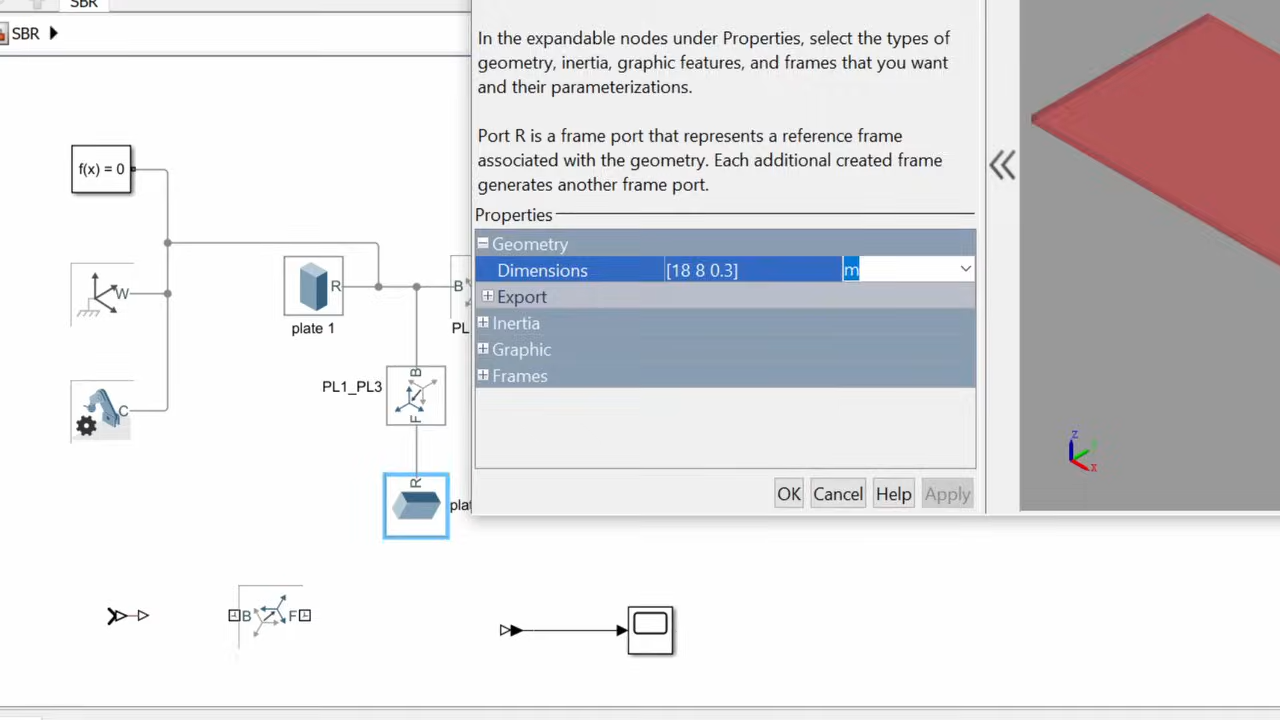 SBR
SBR
In the expandable nodes under Properties, select the types of
geometry, inertia, graphic features, and frames that you want
and their parameterizations.
Port R is a frame port that represents a reference frame
associated with the geometry. Each additional created frame
generates another frame port.
Properties
Geometry
Dimensions [18 8 0.3] m
Export
Inertia
Graphic
Frames
OK Cancel Help Apply
f(x) = 0
W
C
R
plate 1
B
PL
PL1_PL3
B
F
R
B F
z
x